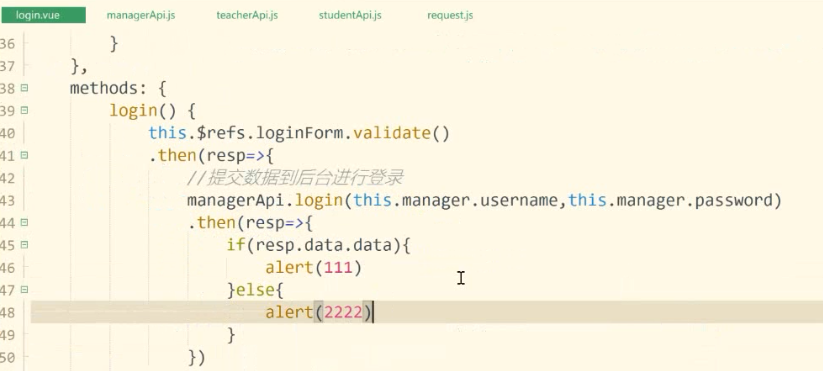 login.vue managerApi.js teacherApi.js studentApi.js request.js
36 }
37 },
38 methods: {
39 login() {
40 this.$refs.loginForm.validate()
41 .then(resp=>{
42 //提交数据到后台进行登录
43 managerApi.login(this.manager.username,this.manager.password)
44 .then(resp=>{
45 if(resp.data.data){
46 alert(111)
47 }else{
48 alert(2222)
49 }
50 })